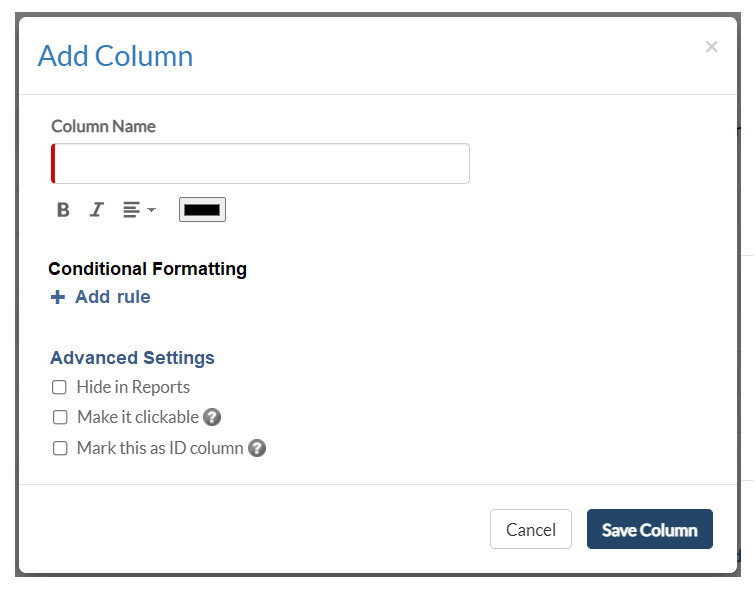 Add Column
×
Column Name
B I
Conditional Formatting
+ Add rule
Advanced Settings
Hide in Reports
Make it clickable ?
Mark this as ID column ?
Cancel Save Column